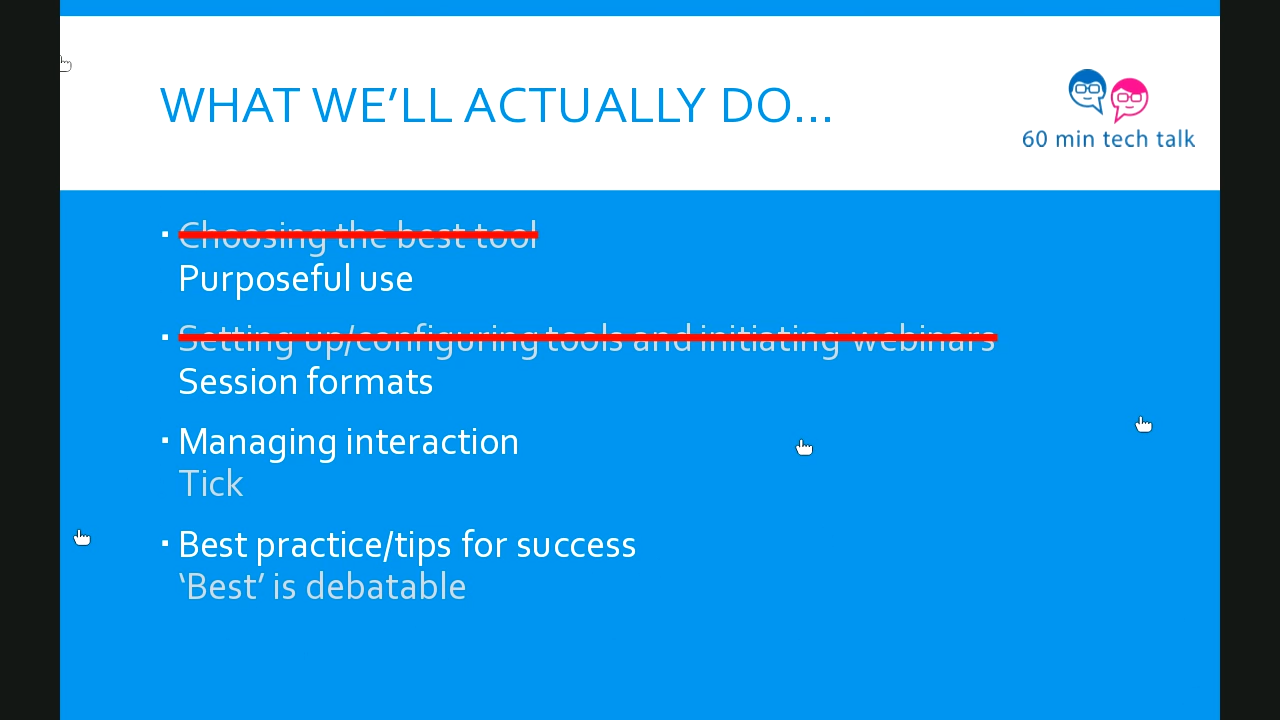 WHAT WE’LL ACTUALLY DO…
60 min tech talk
Choosing the best tool
Purposeful use
Setting up/configuring tools and initiating webinars
Session formats
Managing interaction
Tick
Best practice/tips for success
‘Best’ is debatable